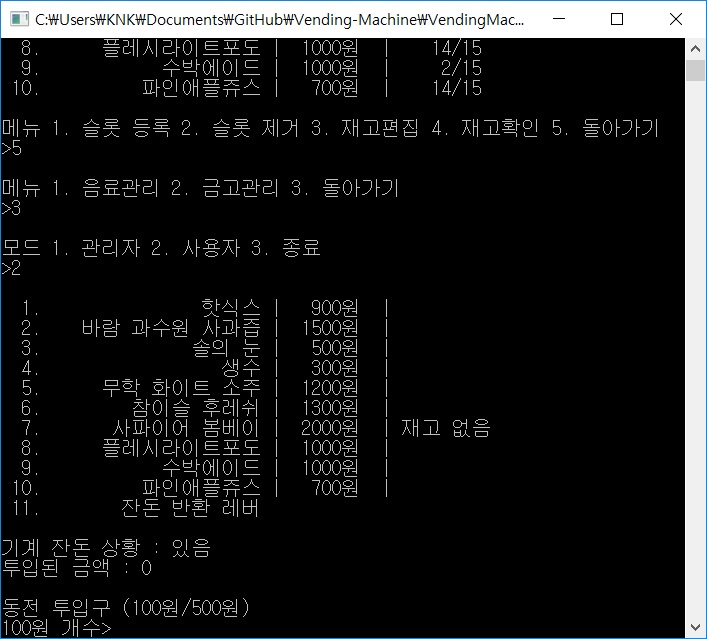 C:₩Users₩KNK₩Documents₩GitHub₩Vending-Machine₩VendingMac...
8. 플레시라이트포도 | 1000원 | 14/15
9. 수박에이드 | 1000원 | 2/15
10. 파인애플쥬스 | 700원 | 14/15
메뉴 1. 슬롯 등록 2. 슬롯 제거 3. 재고편집 4. 재고확인 5. 돌아가기
>5
메뉴 1. 음료관리 2. 금고관리 3. 돌아가기
>3
모드 1. 관리자 2. 사용자 3. 종료
>2
1. 핫식스 | 900원 |
2. 바람 과수원 사과즙 | 1500원 |
3. 솔의 눈 | 500원 |
4. 생수 | 300원 |
5. 무학 화이트 소주 | 1200원 |
6. 참이슬 후레쉬 | 1300원 |
7. 사파이어 봄베이 | 2000원 | 재고 없음
8. 플레시라이트포도 | 1000원 |
9. 수박에이드 | 1000원 |
10. 파인애플쥬스 | 700원 |
11. 잔돈 반환 레버
기계 잔돈 상황 : 있음
투입된 금액 : 0
동전 투입구 (100원/500원)
100원 개수>